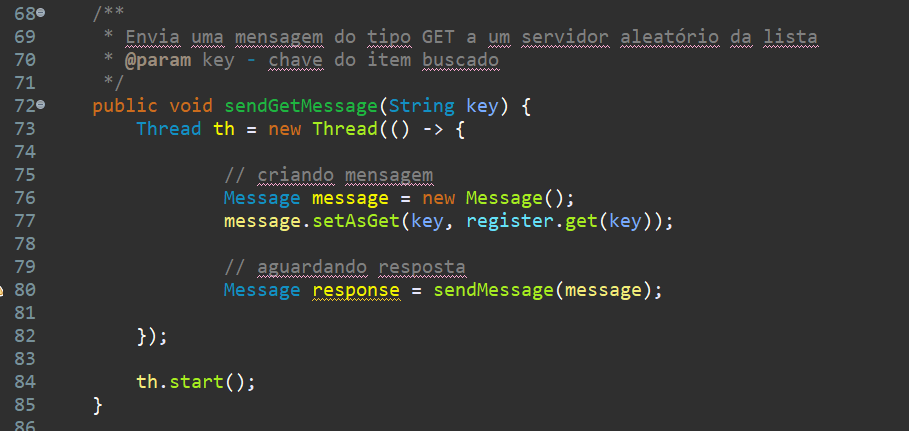 68 /**
69 * Envia uma mensagem do tipo GET a um servidor aleatório da lista
70 * @param key - chave do item buscado
71 */
72 public void sendGetMessage(String key) {
73 Thread th = new Thread(() -> {
74
75 // criando mensagem
76 Message message = new Message();
77 message.setAsGet(key, register.get(key));
78
79 // aguardando resposta
80 Message response = sendMessage(message);
81
82 });
83
84 th.start();
85 }
86